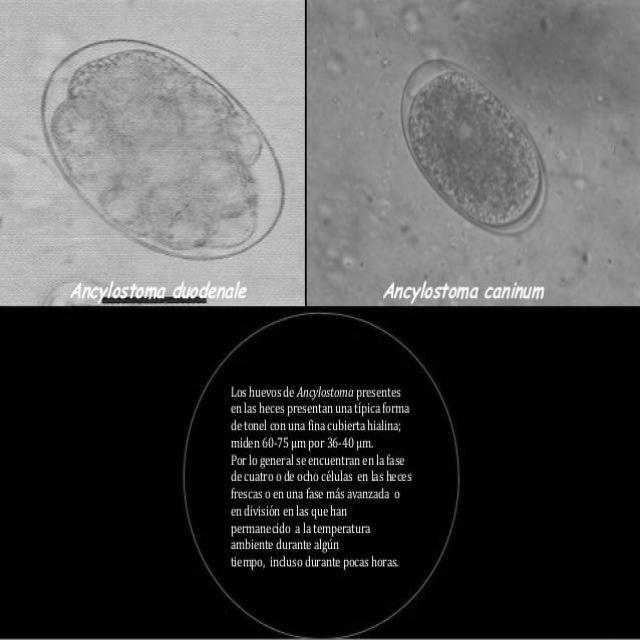 Ancylostoma duodenale
Ancylostoma caninum
Los huevos de Ancylostoma presentes
en las heces presentan una típica forma
de tonel con una fina cubierta hialina;
miden 60-75 µm por 36-40 µm.
Por lo general se encuentran en la fase
de cuatro o de ocho células en las heces
frescas o en una fase más avanzada o
en división en las que han
permanecido a la temperatura
ambiente durante algún
tiempo, incluso durante pocas horas.